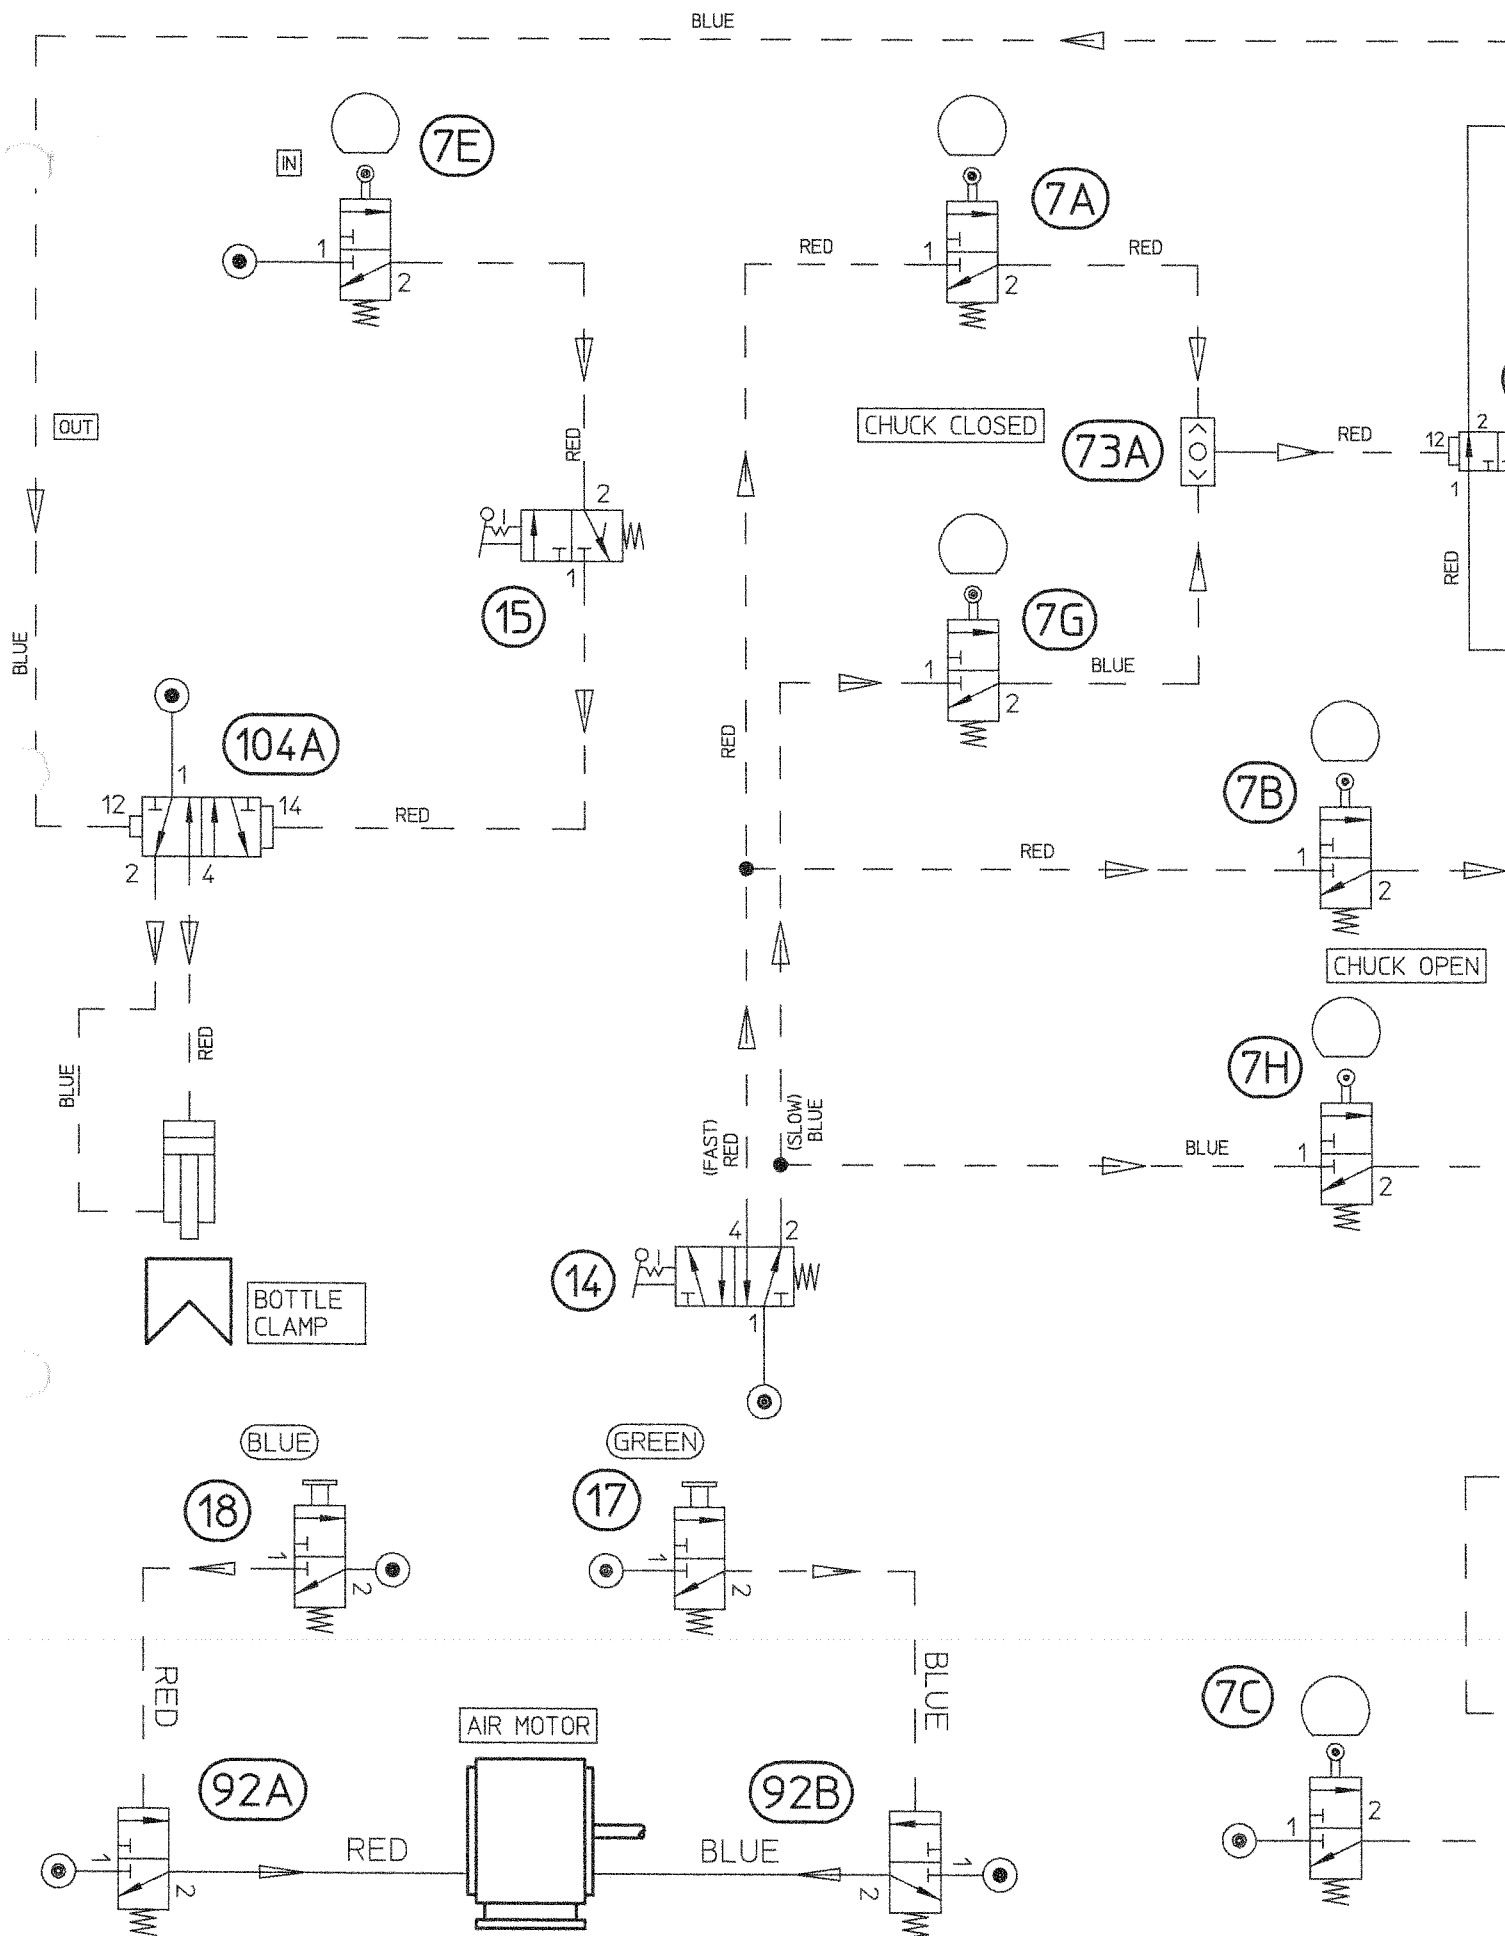 BLUE
7E
IN
7A
1
2
RED
1
RED
2
OUT
RED
CHUCK CLOSED
73A
RED
12
2
1
2
1
15
7G
RED
BLUE
1
2
BLUE
104A
1
12
14
RED
2
4
RED
7B
RED
1
2
CHUCK OPEN
RED
BLUE
7H
(FAST)
RED
(SLOW)
BLUE
BLUE
1
2
4
2
14
1
BOTTLE
CLAMP
BLUE
GREEN
18
17
1
2
1
2
RED
BLUE
7C
AIR MOTOR
92A
92B
1
2
RED
BLUE
1
2
1
2